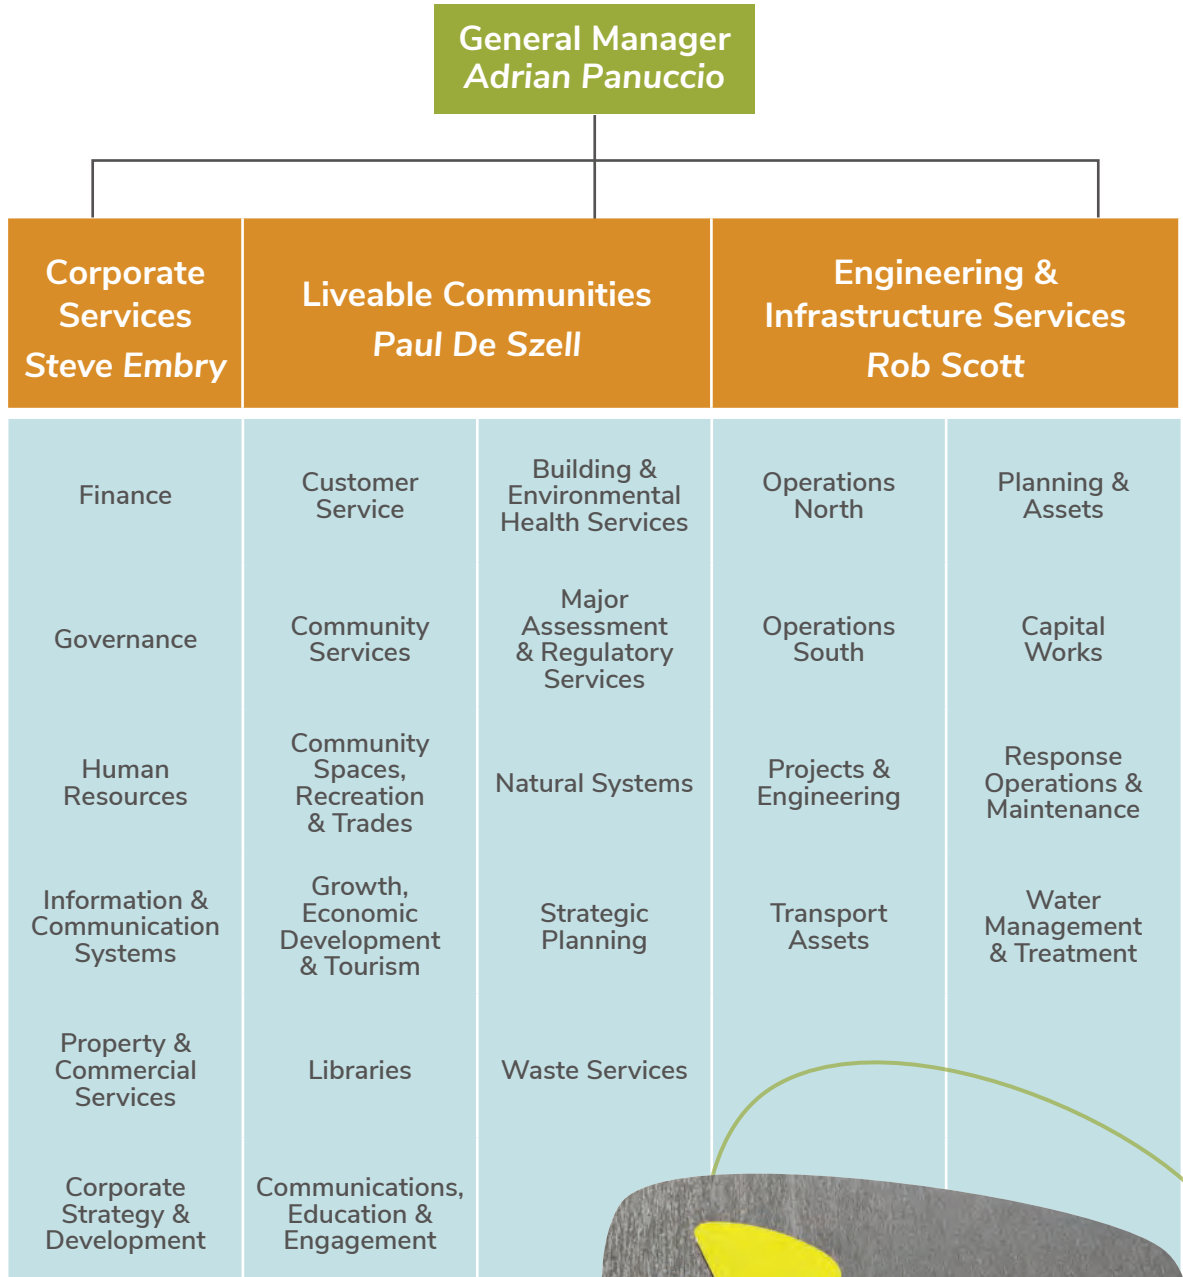 General Manager
Adrian Panuccio
Corporate
Services
Steve Embry
Liveable Communities
Paul De Szell
Engineering &
Infrastructure Services
Rob Scott
Finance
Governance
Human
Resources
Information &
Communication
Systems
Property &
Commercial
Services
Corporate
Strategy &
Development
Customer
Service
Community
Services
Community
Spaces,
Recreation
& Trades
Growth,
Economic
Development
& Tourism
Libraries
Communications,
Education &
Engagement
Building &
Environmental
Health Services
Major
Assessment
& Regulatory
Services
Natural Systems
Strategic
Planning
Waste Services
Operations
North
Operations
South
Projects &
Engineering
Transport
Assets
Planning &
Assets
Capital
Works
Response
Operations &
Maintenance
Water
Management
& Treatment